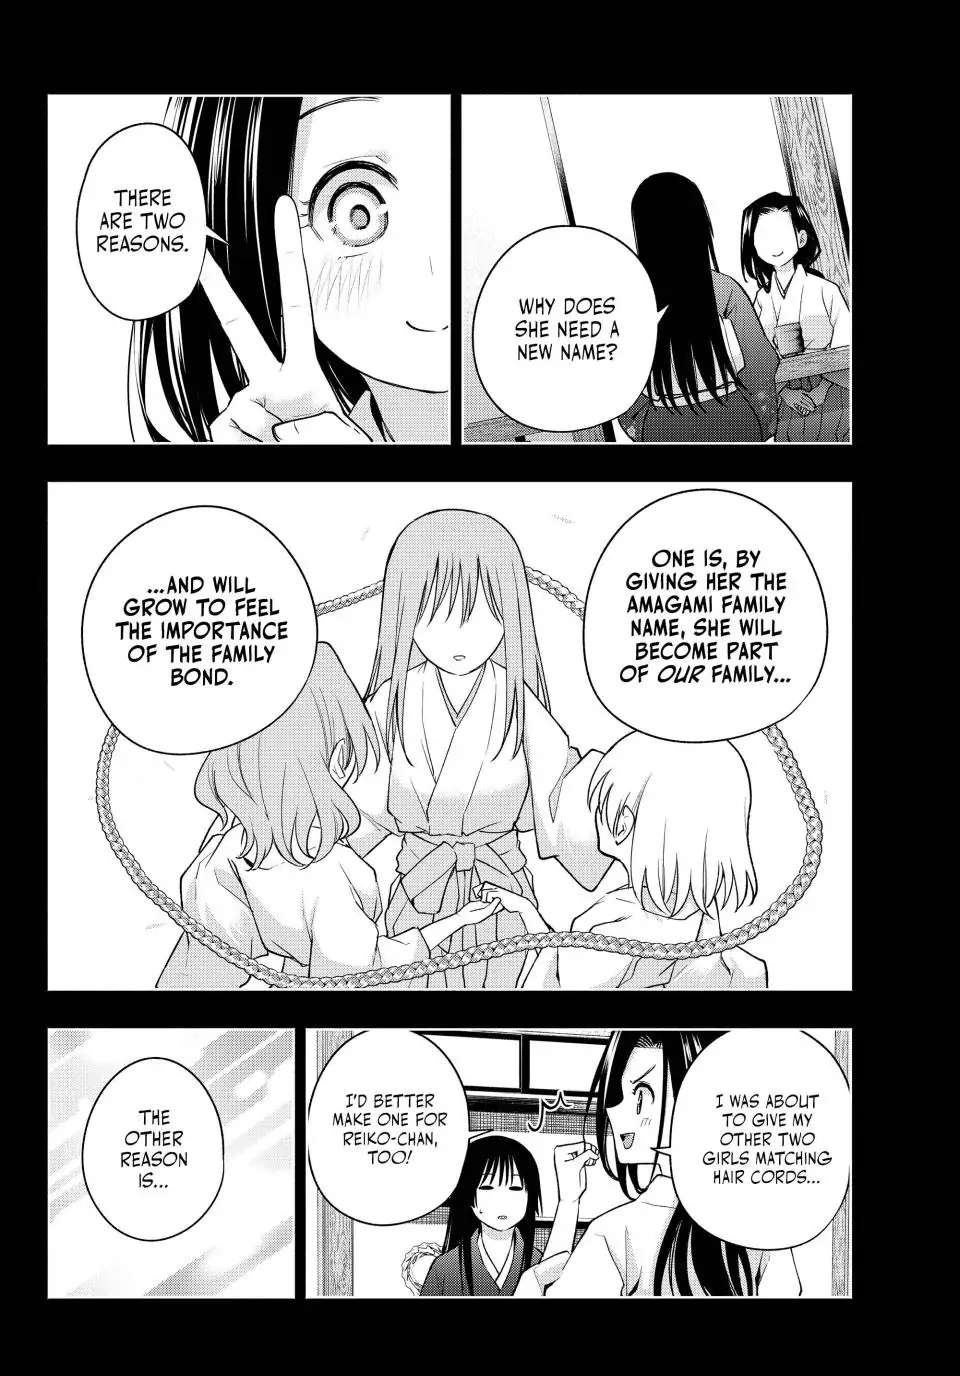 WHY DOES
SHE NEED A
NEW NAME?
THERE
ARE TWO
REASONS.
ONE IS, BY
GIVING HER THE
AMAGAMI FAMILY
NAME, SHE WILL
BECOME PART
OF OUR FAMILY...
...AND WILL
GROW TO FEEL
THE IMPORTANCE
OF THE FAMILY
BOND.
I WAS ABOUT
TO GIVE MY
OTHER TWO
GIRLS MATCHING
HAIR CORDS...
I'D BETTER
MAKE ONE FOR
REIKO-CHAN,
TOO!
THE
OTHER
REASON
IS...